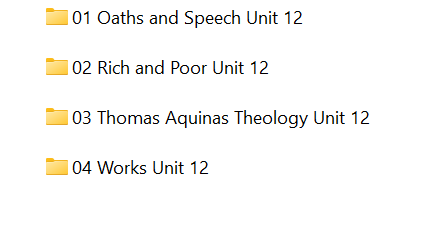 01 Oaths and Speech Unit 12
02 Rich and Poor Unit 12
03 Thomas Aquinas Theology Unit 12
04 Works Unit 12